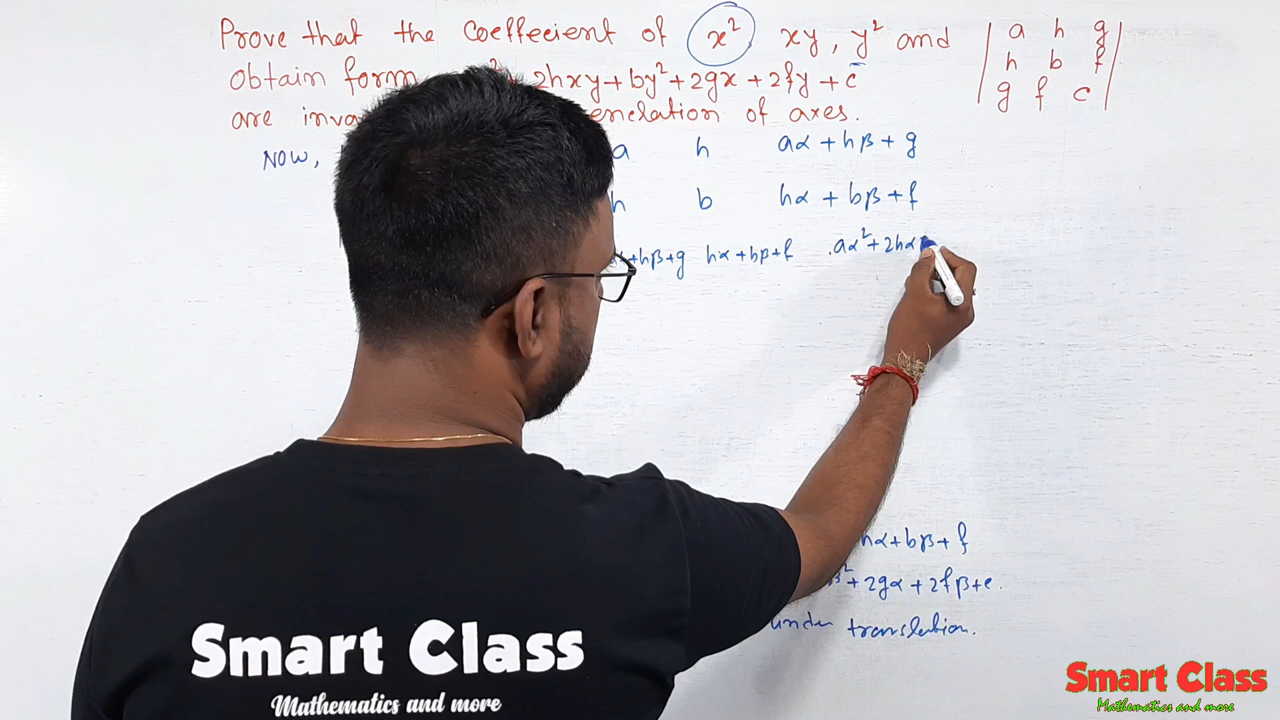 Prove that the coeffecient of x² xy, y² and | a h g |
| h b f |
| g f c |
obtain form 2hxy + by² + 2gx + 2fy + c
are of axes.
NOW, a h aα + hβ + g
h b hα + bβ + f
+hβ+g hα+bβ+f aα² + 2hα
hα+bβ+f
+ 2gα + 2fβ+c.
under translation.
Smart Class
Mathematics and more
Smart Class
Mathematics and more